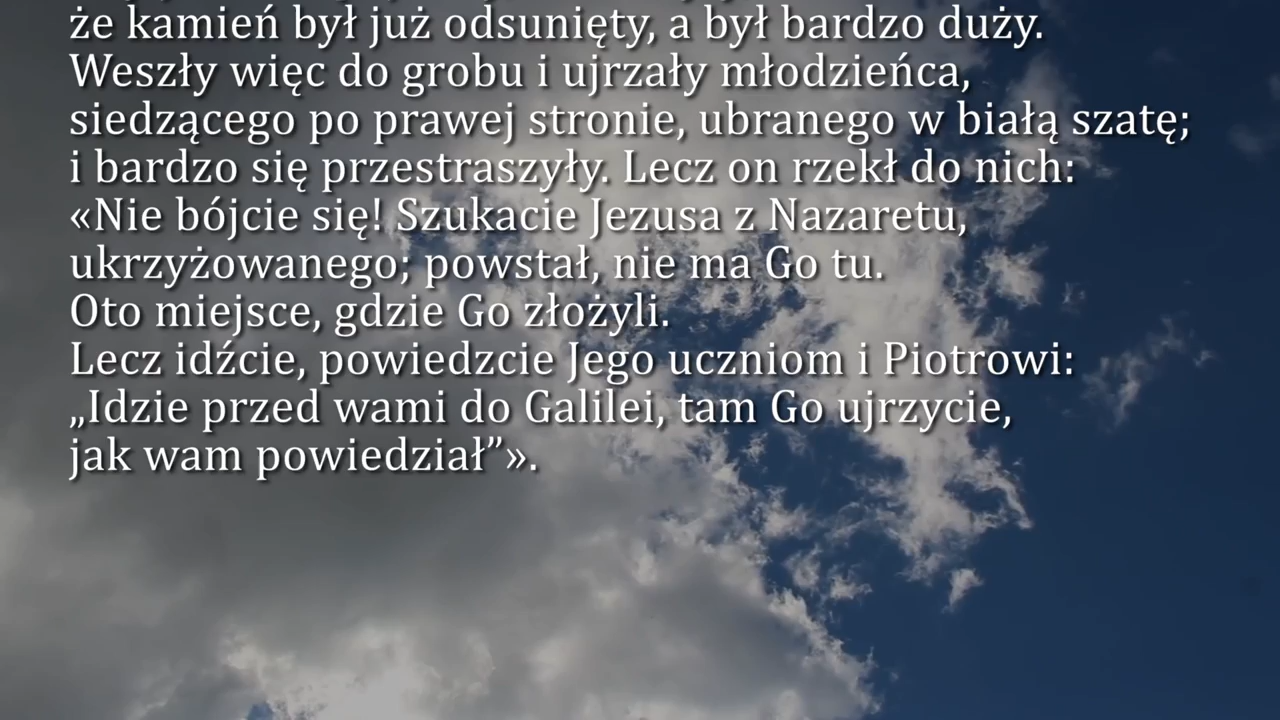 że kamień był już odsunięty, a był bardzo duży.
Weszły więc do grobu i ujrzały młodzieńca,
siedzącego po prawej stronie, ubranego w białą szatę;
i bardzo się przestraszyły. Lecz on rzekł do nich:
«Nie bójcie się! Szukacie Jezusa z Nazaretu,
ukrzyżowanego; powstał, nie ma Go tu.
Oto miejsce, gdzie Go złożyli.
Lecz idźcie, powiedzcie Jego uczniom i Piotrowi:
„Idzie przed wami do Galilei, tam Go ujrzycie,
jak wam powiedział”».